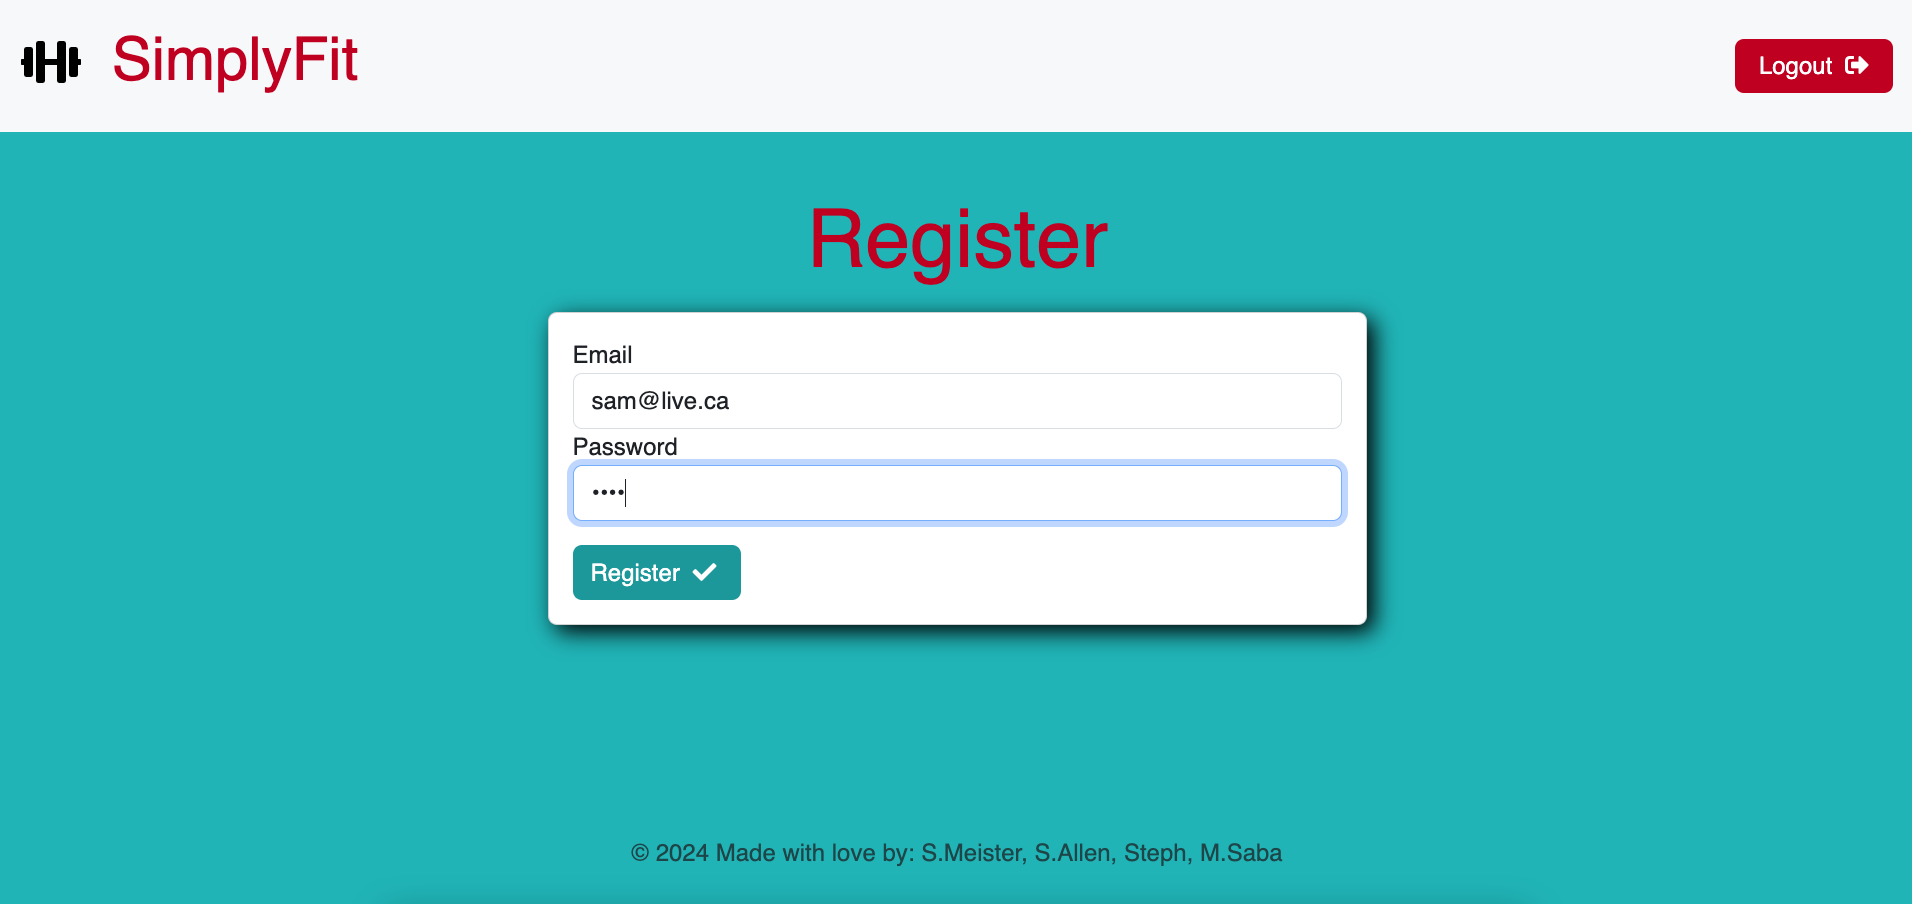 SimplyFit
Logout
Register
Email
sam@live.ca
Password
••••
Register
© 2024 Made with love by: S.Meister, S.Allen, Steph, M.Saba